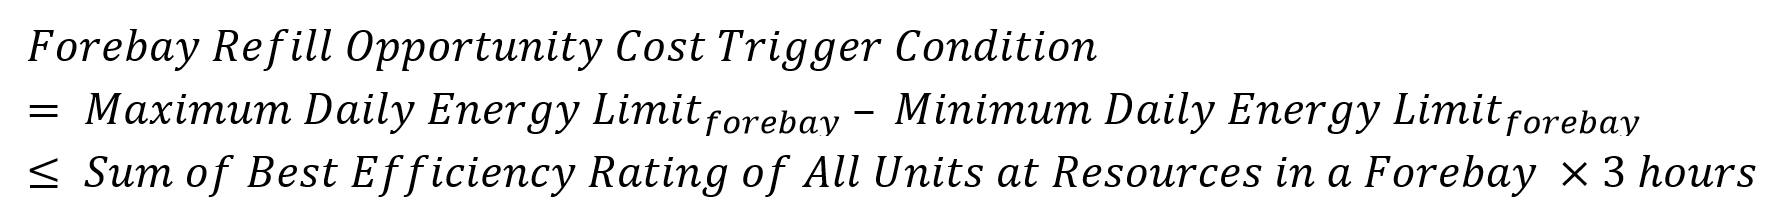 Forebay Refill Opportunity Cost Trigger Condition
= Maximum Daily Energy Limit_forebay – Minimum Daily Energy Limit_forebay
≤ Sum of Best Efficiency Rating of All Units at Resources in a Forebay × 3 hours